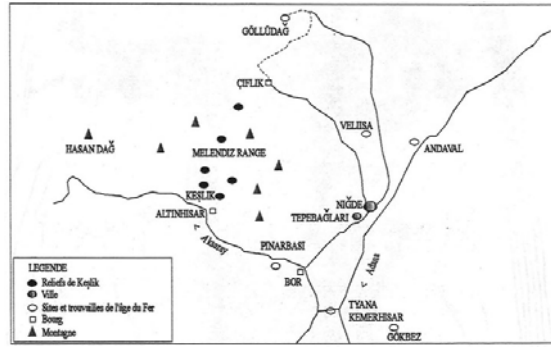 GÖLLÜDAĞ
ÇIFLIK
VELIISA
ANDAVAL
HASAN DAĞ
MELENDIZ RANGE
KEŞLIK
ALTINHISAR
NIĞDE
TEPEBAĞLARI
< Aksaray
PINARBASI
BOR
< Adana
TYANA
KEMERHISAR
GÖKBEZ
LEGENDE
Reliefs de Keşlik
Ville
Sites et trouvailles de l'âge du Fer
Bourg
Montagne